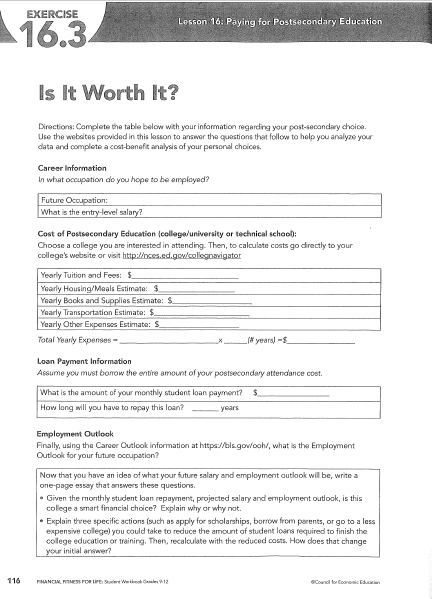 EXERCISE
16.3
Lesson 16: Paying for Postsecondary Education
Is It Worth It?
Directions: Complete the table below with your information regarding your post-secondary choice.
Use the websites provided in this lesson to answer the questions that follow to help you analyze your
data and complete a cost-benefit analysis of your personal choices.
Career Information
In what occupation do you hope to be employed?
Future Occupation:
What is the entry-level salary?
Cost of Postsecondary Education (college/university or technical school):
Choose a college you are interested in attending. Then, to calculate costs go directly to your
college's website or visit http://nces.ed.gov/collegnavigator
Yearly Tuition and Fees: $____________________
Yearly Housing/Meals Estimate: $______________
Yearly Books and Supplies Estimate: $______________
Yearly Transportation Estimate: $________________
Yearly Other Expenses Estimate: $______________
Total Yearly Expenses = __________________x _____(# years) =$______________
Loan Payment Information
Assume you must borrow the entire amount of your postsecondary attendance cost.
What is the amount of your monthly student loan payment? $______________
How long will you have to repay this loan? _____ years
Employment Outlook
Finally, using the Career Outlook information at https://bls.gov/ooh/, what is the Employment
Outlook for your future occupation?
Now that you have an idea of what your future salary and employment outlook will be, write a
one-page essay that answers these questions.
• Given the monthly student loan repayment, projected salary and employment outlook, is this
college a smart financial choice? Explain why or why not.
• Explain three specific actions (such as apply for scholarships, borrow from parents, or go to a less
expensive college) you could take to reduce the amount of student loans required to finish the
college education or training. Then, recalculate with the reduced costs. How does that change
your initial answer?
116 FINANCIAL FITNESS FOR LIFE: Student Workbook Grades 9-12 ©Council for Economic Education